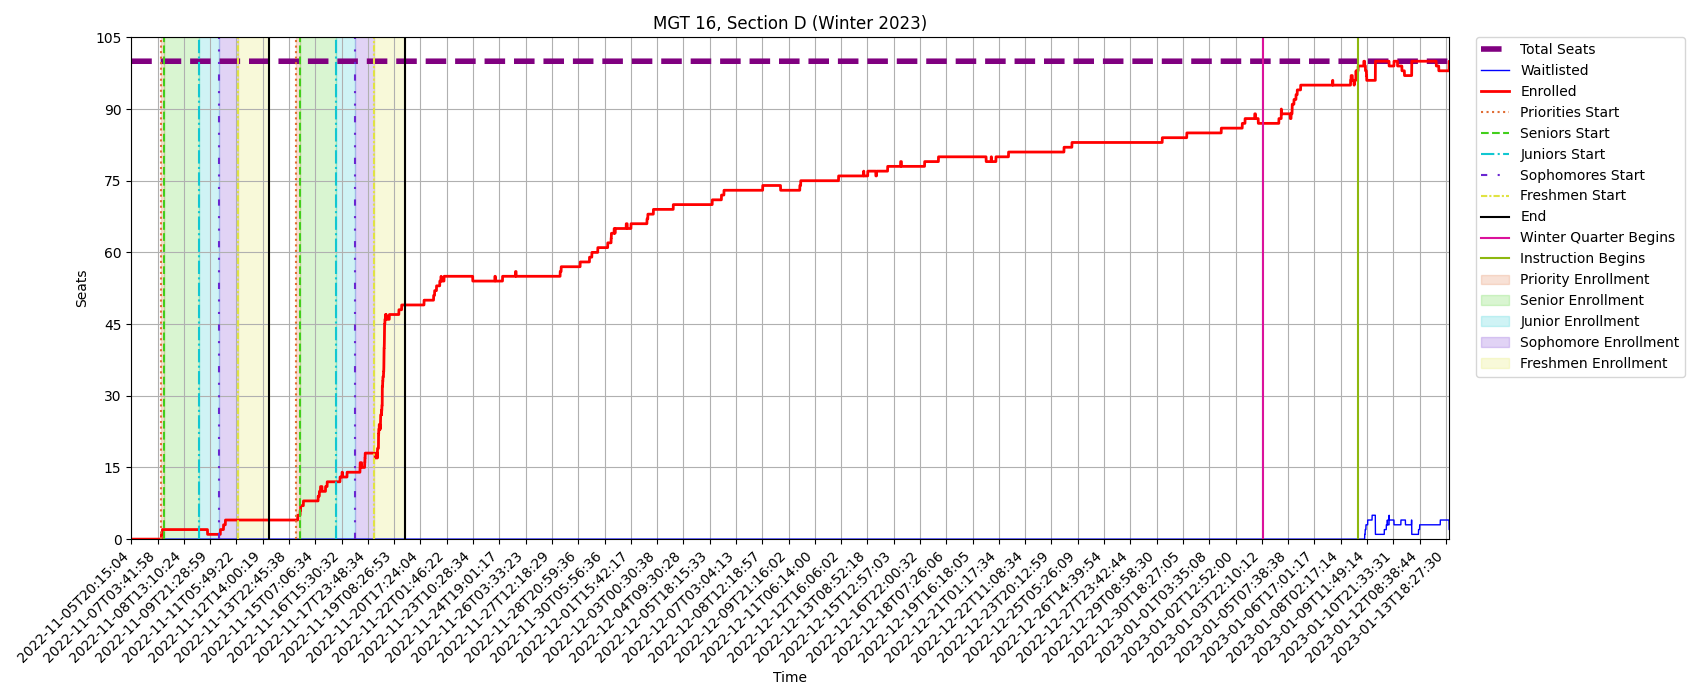 MGT 16, Section D (Winter 2023)
105
90
75
60
45
30
15
0
Seats
2022-11-05T20:15:04
2022-11-07T03:41:58
2022-11-08T13:10:24
2022-11-09T21:28:59
2022-11-11T05:49:22
2022-11-12T14:00:19
2022-11-13T22:45:38
2022-11-15T07:06:34
2022-11-16T15:30:32
2022-11-17T23:48:34
2022-11-19T08:26:53
2022-11-20T17:24:04
2022-11-22T01:46:22
2022-11-23T10:28:34
2022-11-24T19:01:17
2022-11-26T03:33:23
2022-11-27T12:18:29
2022-11-28T20:59:36
2022-11-30T05:56:36
2022-12-01T15:42:17
2022-12-03T00:30:38
2022-12-04T09:30:28
2022-12-05T18:15:33
2022-12-07T03:04:13
2022-12-08T12:18:57
2022-12-09T21:16:02
2022-12-11T06:14:00
2022-12-12T16:06:02
2022-12-13T08:52:18
2022-12-15T12:57:03
2022-12-16T22:00:32
2022-12-18T07:26:06
2022-12-19T16:18:05
2022-12-21T01:17:34
2022-12-22T11:08:34
2022-12-23T20:12:59
2022-12-25T05:26:09
2022-12-26T14:39:54
2022-12-27T23:42:44
2022-12-29T08:58:30
2022-12-30T18:27:05
2023-01-01T03:35:08
2023-01-02T12:52:00
2023-01-03T22:10:12
2023-01-05T07:38:38
2023-01-06T17:01:17
2023-01-08T02:17:14
2023-01-09T11:49:14
2023-01-10T21:33:31
2023-01-12T08:38:44
2023-01-13T18:27:30
Time
Total Seats
Waitlisted
Enrolled
Priorities Start
Seniors Start
Juniors Start
Sophomores Start
Freshmen Start
End
Winter Quarter Begins
Instruction Begins
Priority Enrollment
Senior Enrollment
Junior Enrollment
Sophomore Enrollment
Freshmen Enrollment